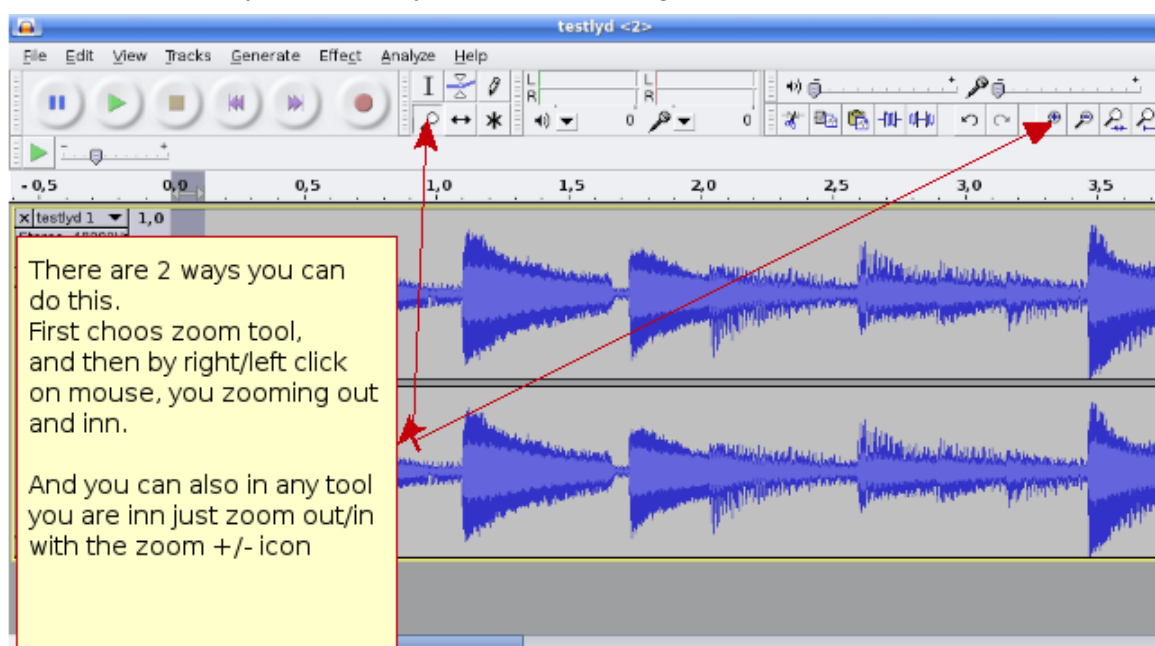 testlyd <2>
File Edit View Tracks Generate Effect Analyze Help
L
R
L
R
0
0
- 0,5 0,0 0,5 1,0 1,5 2,0 2,5 3,0 3,5
x testlyd 1 1,0
There are 2 ways you can
do this.
First choos zoom tool,
and then by right/left click
on mouse, you zooming out
and inn.
And you can also in any tool
you are inn just zoom out/in
with the zoom +/- icon